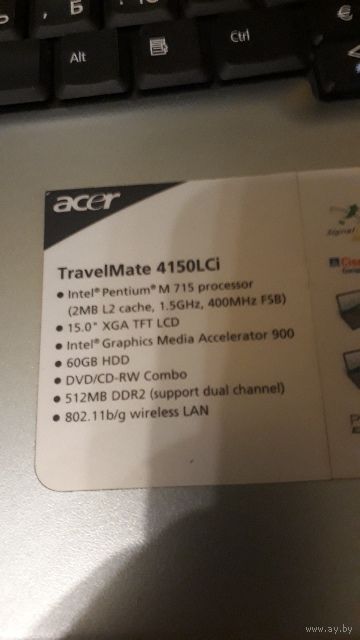 Б
€
Alt
Ctrl
acer
TravelMate 4150LCi
• Intel® Pentium® M 715 processor
(2MB L2 cache, 1.5GHz, 400MHz FSB)
• 15.0" XGA TFT LCD
• Intel® Graphics Media Accelerator 900
• 60GB HDD
• DVD/CD-RW Combo
• 512MB DDR2 (support dual channel)
• 802.11b/g wireless LAN
Signal
www.ay.by